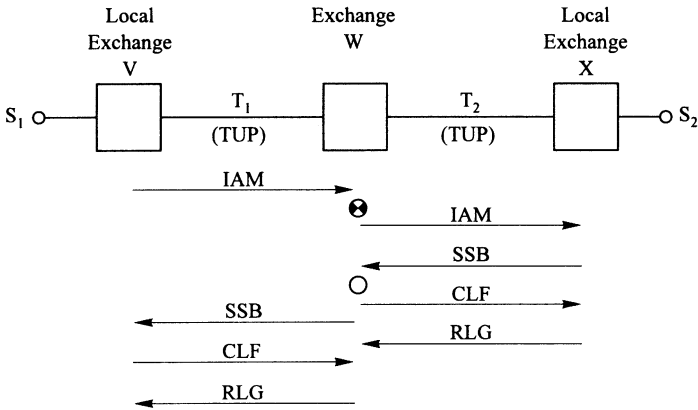 Local
Exchange
V
Exchange
W
Local
Exchange
X
S1
T1
(TUP)
T2
(TUP)
S2
IAM
IAM
SSB
CLF
SSB
RLG
CLF
RLG